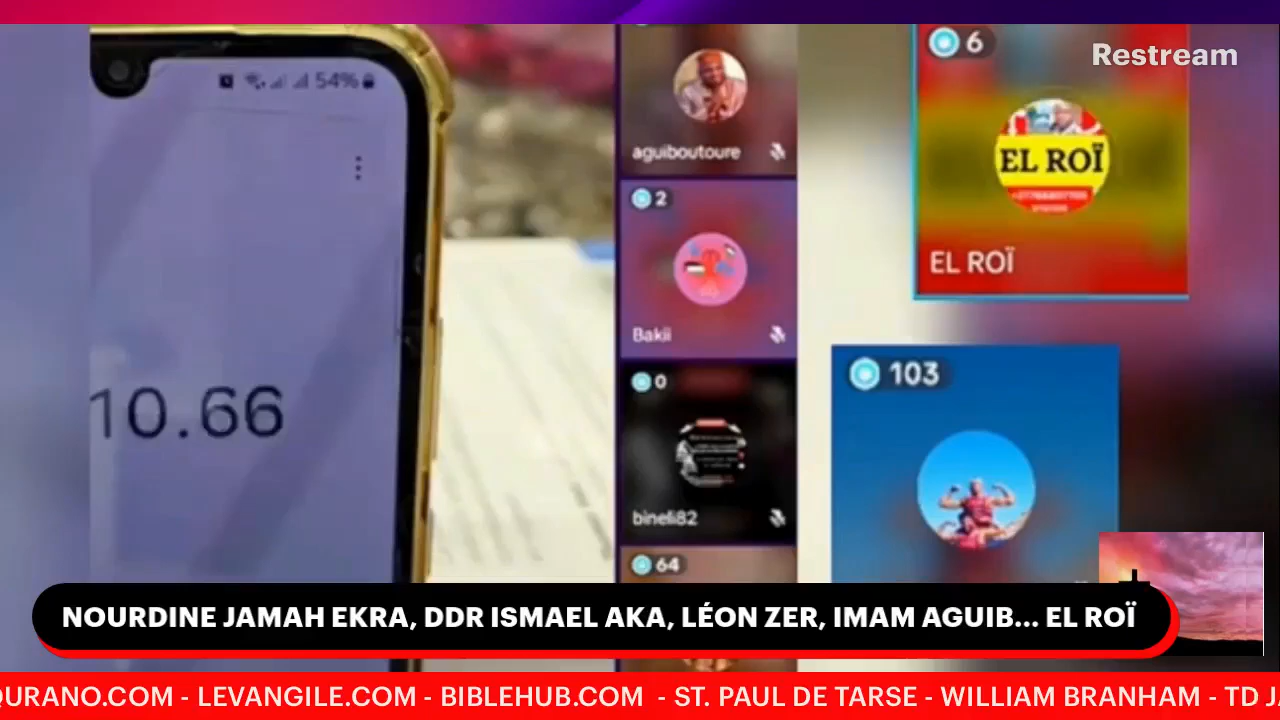 54%
6
Restream
aguiboutoure
EL ROÏ
2
EL ROÏ
Bakii
103
10.66
0
bineli82
64
NOURDINE JAMAH EKRA, DDR ISMAEL AKA, LÉON ZER, IMAM AGUIB... EL ROÏ
QURANO.COM - LEVANGILE.COM - BIBLEHUB.COM - ST. PAUL DE TARSE - WILLIAM BRANHAM - TD J